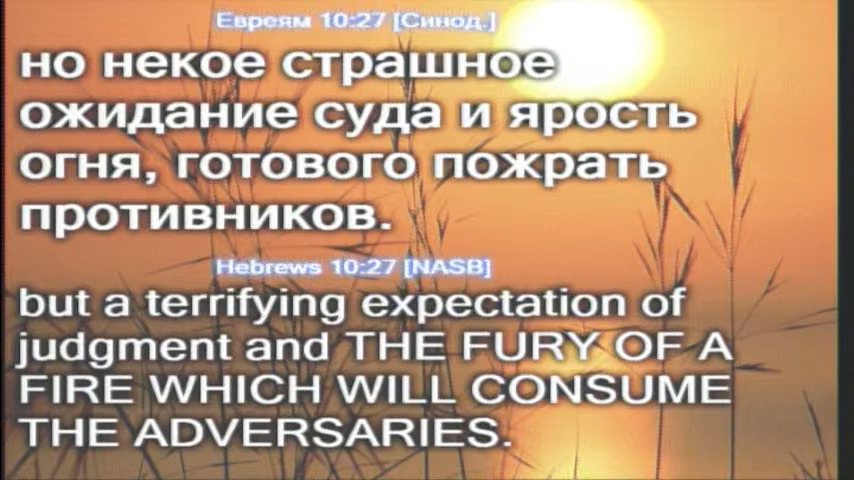 Евреям 10:27 [Синод.]
но некое страшное
ожидание суда и ярость
огня, готового пожрать
противников.
Hebrews 10:27 [NASB]
but a terrifying expectation of
judgment and THE FURY OF A
FIRE WHICH WILL CONSUME
THE ADVERSARIES.